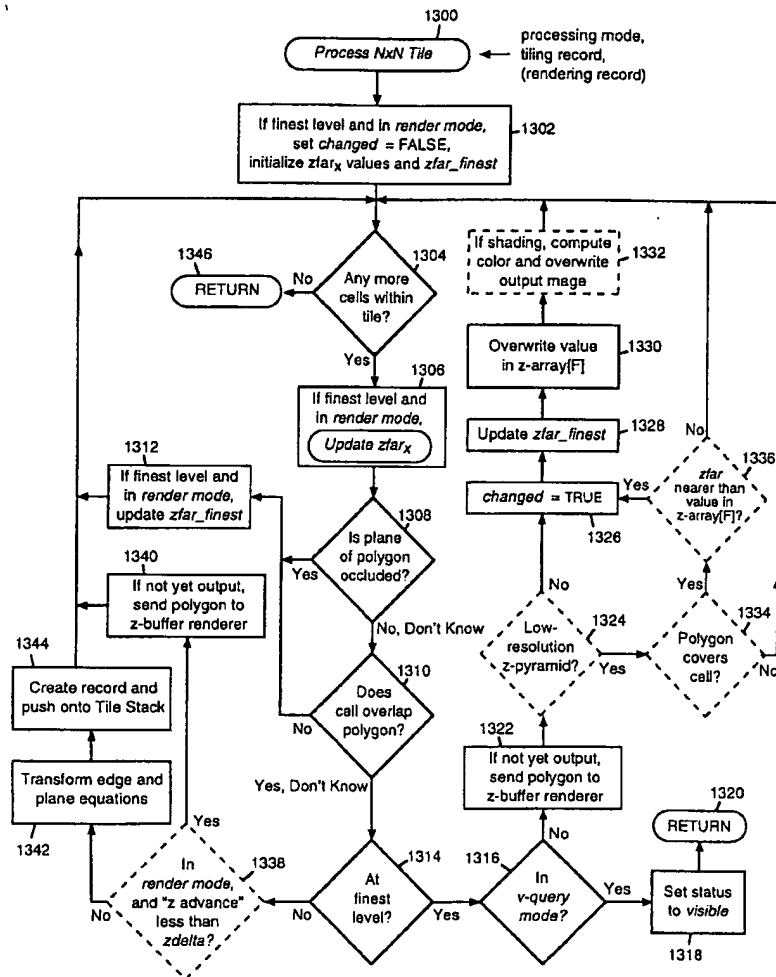 1300
Process NxN Tile
processing mode,
tiling record,
(rendering record)
If finest level and in render mode,
set changed = FALSE,
initialize zfarx values and zfar_finest
1302
1304
Any more
cells within
tile?
No
1346
RETURN
Yes
1306
If finest level and
in render mode,
Update zfarx
1312
If finest level and
in render mode,
update zfar_finest
1308
Is plane
of polygon
occluded?
Yes
No, Don't Know
1340
If not yet output,
send polygon to
z-buffer renderer
1310
Does
cell overlap
polygon?
No
Yes, Don't Know
1344
Create record and
push onto Tile Stack
Transform edge and
plane equations
1342
Yes
1338
In
render mode,
and "z advance"
less than
zdelta?
No
1314
At
finest
level?
No
Yes
1316
In
v-query
mode?
Yes
No
Set status
to visible
1318
1320
RETURN
1322
If not yet output,
send polygon to
z-buffer renderer
1324
Low-
resolution
z-pyramid?
No
Yes
1334
Polygon
covers
cell?
No
Yes
1336
zfar
nearer than
value in
z-array[F]?
No
Yes
changed = TRUE
1326
Update zfar_finest
1328
Overwrite value
in z-array[F]
1330
If shading, compute
color and overwrite
output mage
1332